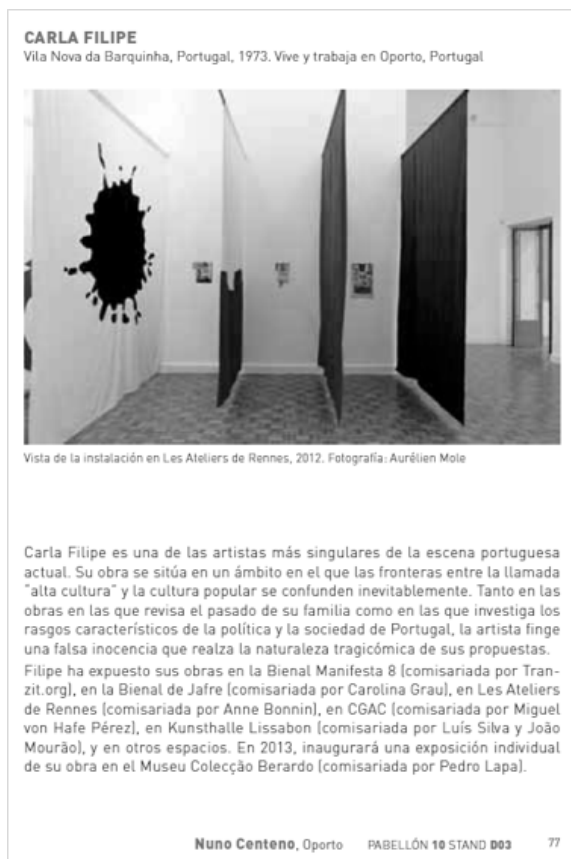 CARLA FILIPE
Vila Nova da Barquinha, Portugal, 1973. Vive y trabaja en Oporto, Portugal
Vista de la instalación en Les Ateliers de Rennes, 2012. Fotografía: Aurélien Mole
Carla Filipe es una de las artistas más singulares de la escena portuguesa
actual. Su obra se sitúa en un ámbito en el que las fronteras entre la llamada
"alta cultura" y la cultura popular se confunden inevitablemente. Tanto en las
obras en las que revisa el pasado de su familia como en las que investiga los
rasgos característicos de la política y la sociedad de Portugal, la artista finge
una falsa inocencia que realza la naturaleza tragicómica de sus propuestas.
Filipe ha expuesto sus obras en la Bienal Manifesta 8 (comisariada por Tran-
zit.org), en la Bienal de Jafre (comisariada por Carolina Grau), en Les Ateliers
de Rennes (comisariada por Anne Bonnin), en CGAC (comisariada por Miguel
von Hafe Pérez), en Kunsthalle Lissabon (comisariada por Luís Silva y João
Mourão), y en otros espacios. En 2013, inaugurará una exposición individual
de su obra en el Museu Colecção Berardo (comisariada por Pedro Lapa).
Nuno Centeno, Oporto PABELLÓN 10 STAND D03 77